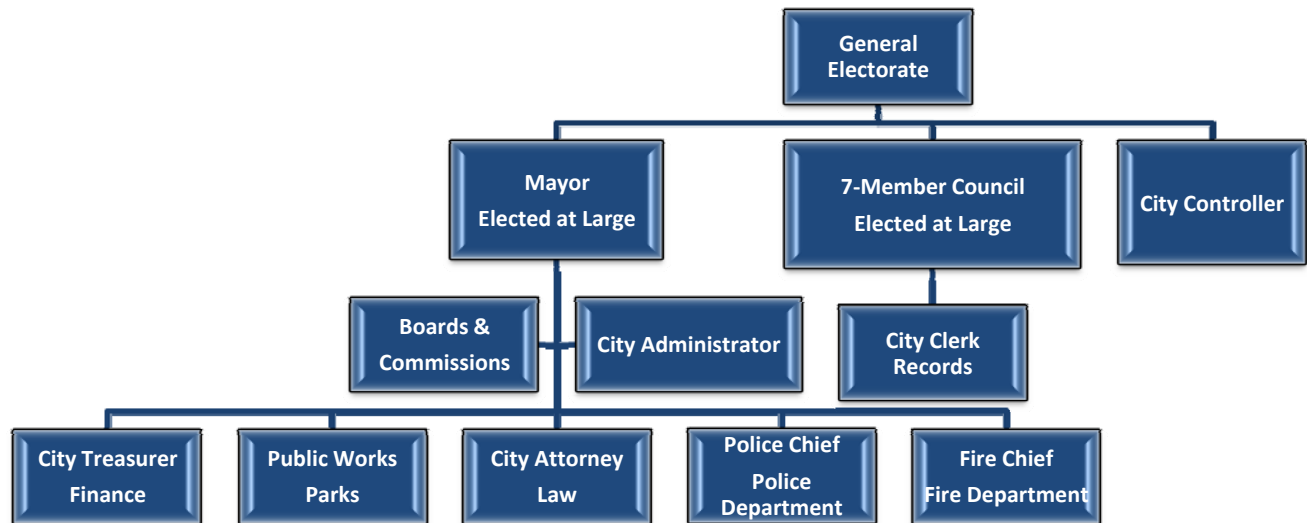 General
Electorate
Mayor
Elected at Large
7-Member Council
Elected at Large
City Controller
Boards &
Commissions
City Administrator
City Clerk
Records
City Treasurer
Finance
Public Works
Parks
City Attorney
Law
Police Chief
Police
Department
Fire Chief
Fire Department